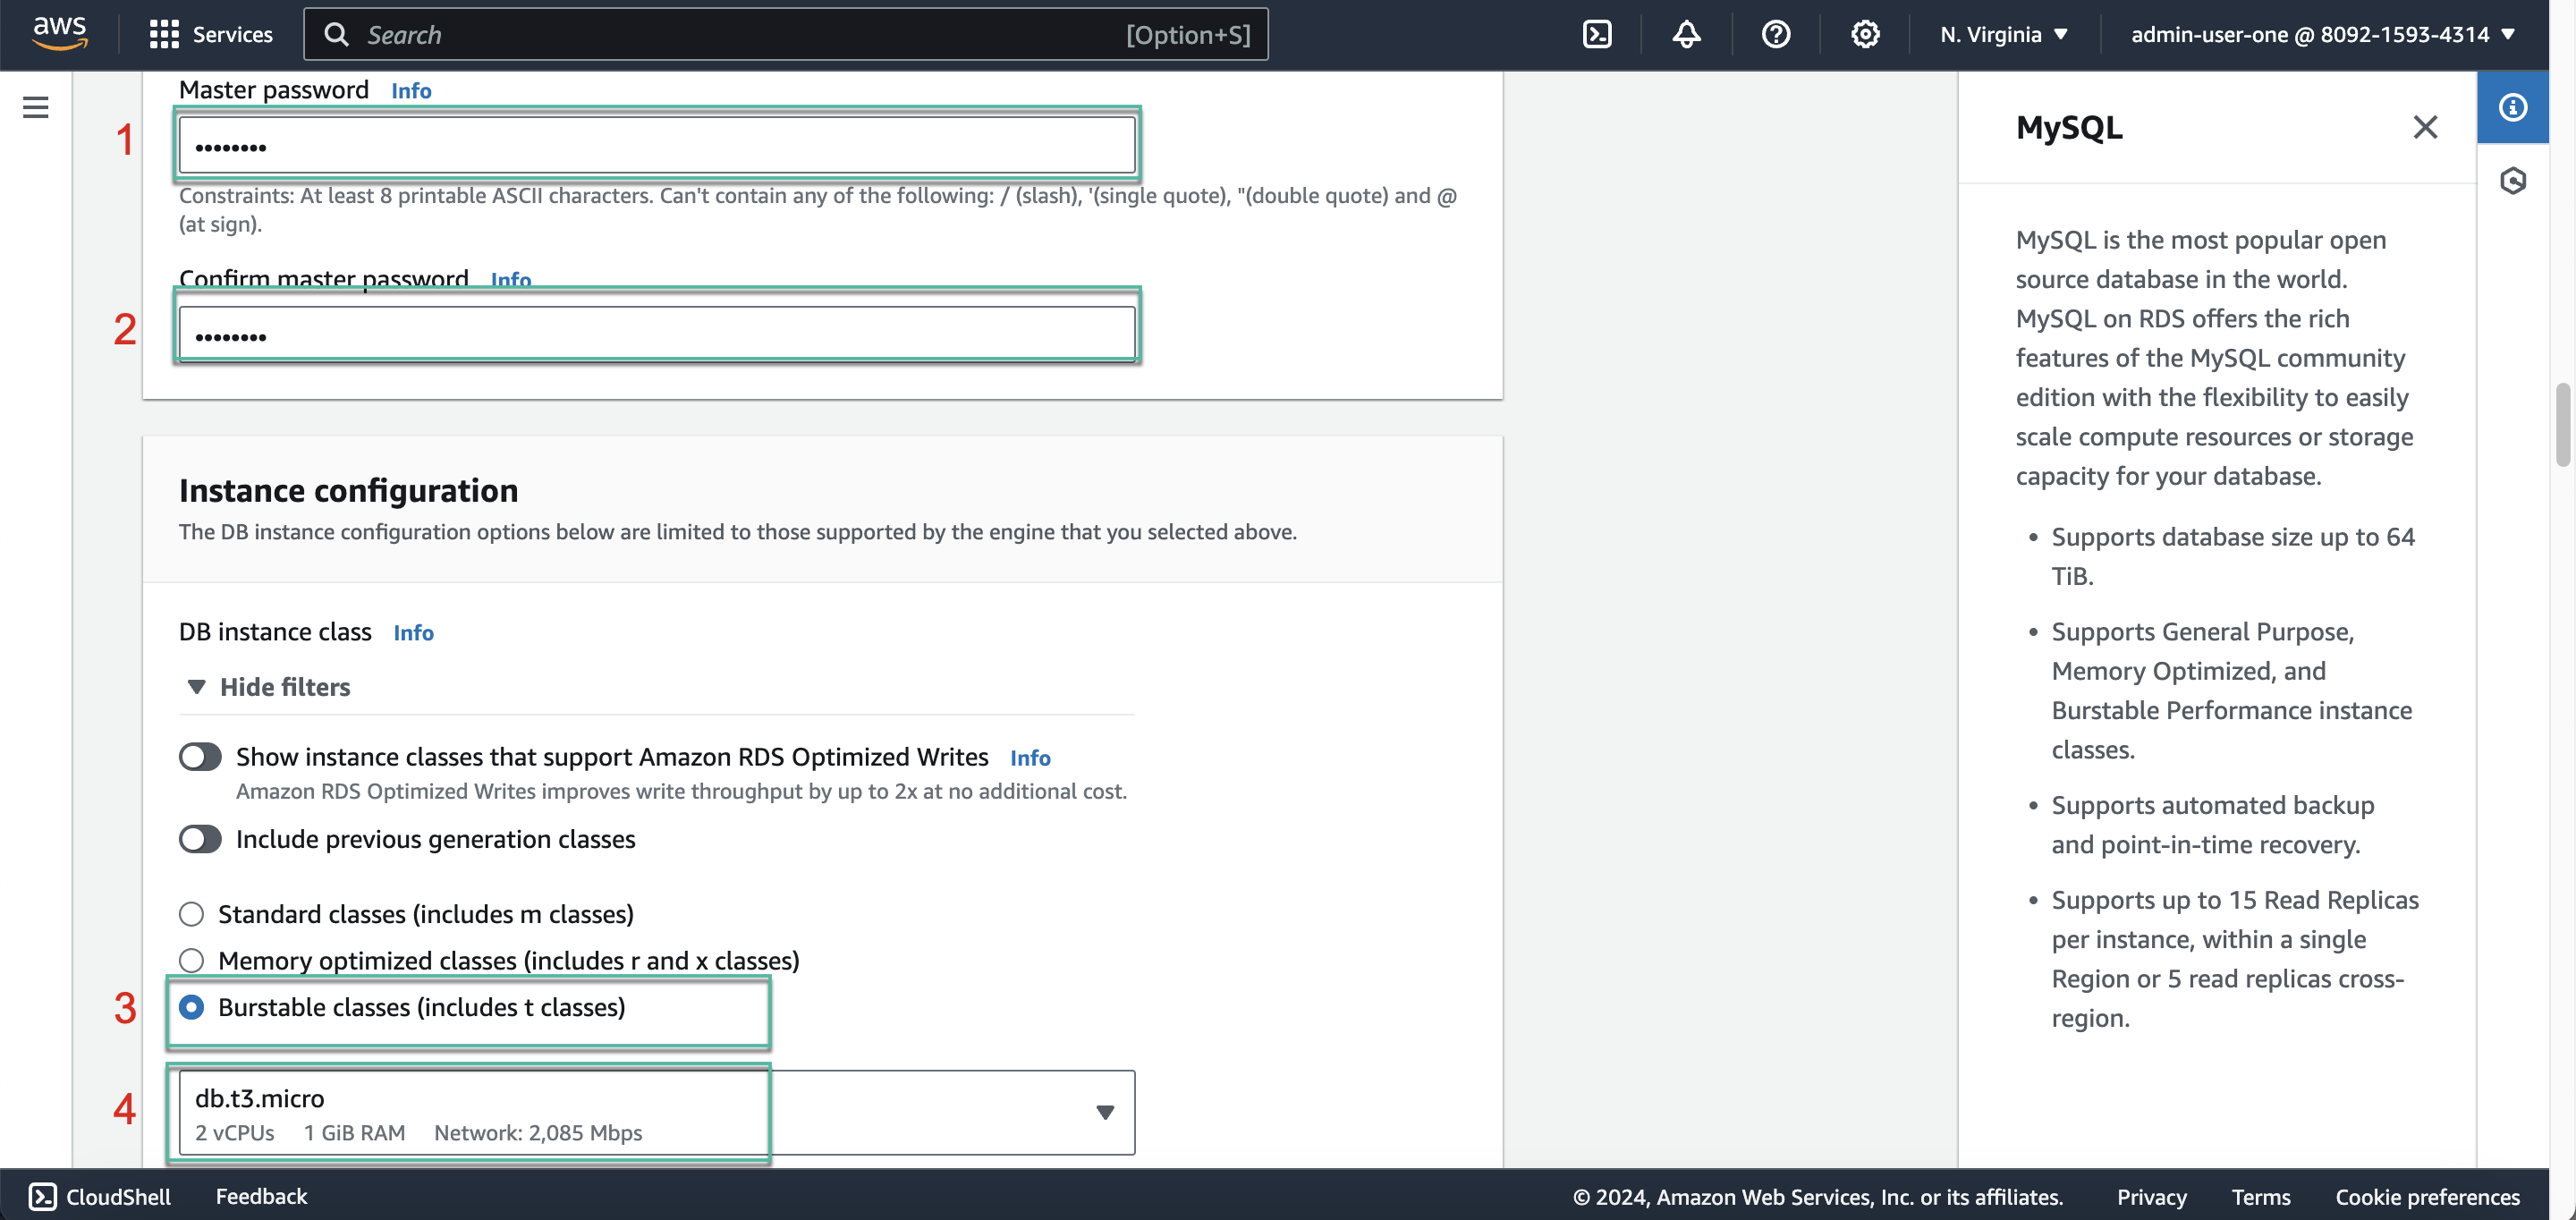 aws
Services
Search
[Option+S]
N. Virginia
admin-user-one @ 8092-1593-4314
Master password Info
1
••••••••
Constraints: At least 8 printable ASCII characters. Can't contain any of the following: / (slash), '(single quote), "(double quote) and @
(at sign).
Confirm master password Info
2
••••••••
Instance configuration
The DB instance configuration options below are limited to those supported by the engine that you selected above.
DB instance class Info
Hide filters
Show instance classes that support Amazon RDS Optimized Writes Info
Amazon RDS Optimized Writes improves write throughput by up to 2x at no additional cost.
Include previous generation classes
Standard classes (includes m classes)
Memory optimized classes (includes r and x classes)
3
Burstable classes (includes t classes)
4
db.t3.micro
2 vCPUs 1 GiB RAM Network: 2,085 Mbps
MySQL
MySQL is the most popular open
source database in the world.
MySQL on RDS offers the rich
features of the MySQL community
edition with the flexibility to easily
scale compute resources or storage
capacity for your database.
• Supports database size up to 64
TiB.
• Supports General Purpose,
Memory Optimized, and
Burstable Performance instance
classes.
• Supports automated backup
and point-in-time recovery.
• Supports up to 15 Read Replicas
per instance, within a single
Region or 5 read replicas cross-
region.
CloudShell
Feedback
© 2024, Amazon Web Services, Inc. or its affiliates.
Privacy
Terms
Cookie preferences